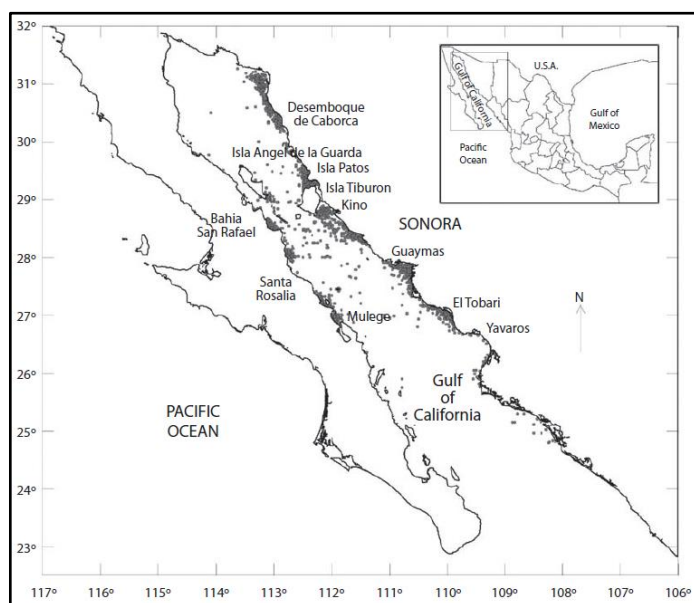 32°
31°
30°
29°
28°
27°
26°
25°
24°
23°
117°
116°
115°
114°
113°
112°
111°
110°
109°
108°
107°
106°
U.S.A.
Gulf of California
Gulf of
Mexico
Pacific
Ocean
Desemboque
de Caborca
Isla Angel de la Guarda
Isla Patos
Isla Tiburon
Kino
SONORA
Bahia
San Rafael
Guaymas
Santa
Rosalia
El Tobari
N
Mulege
Yavaros
Gulf
of
California
PACIFIC
OCEAN